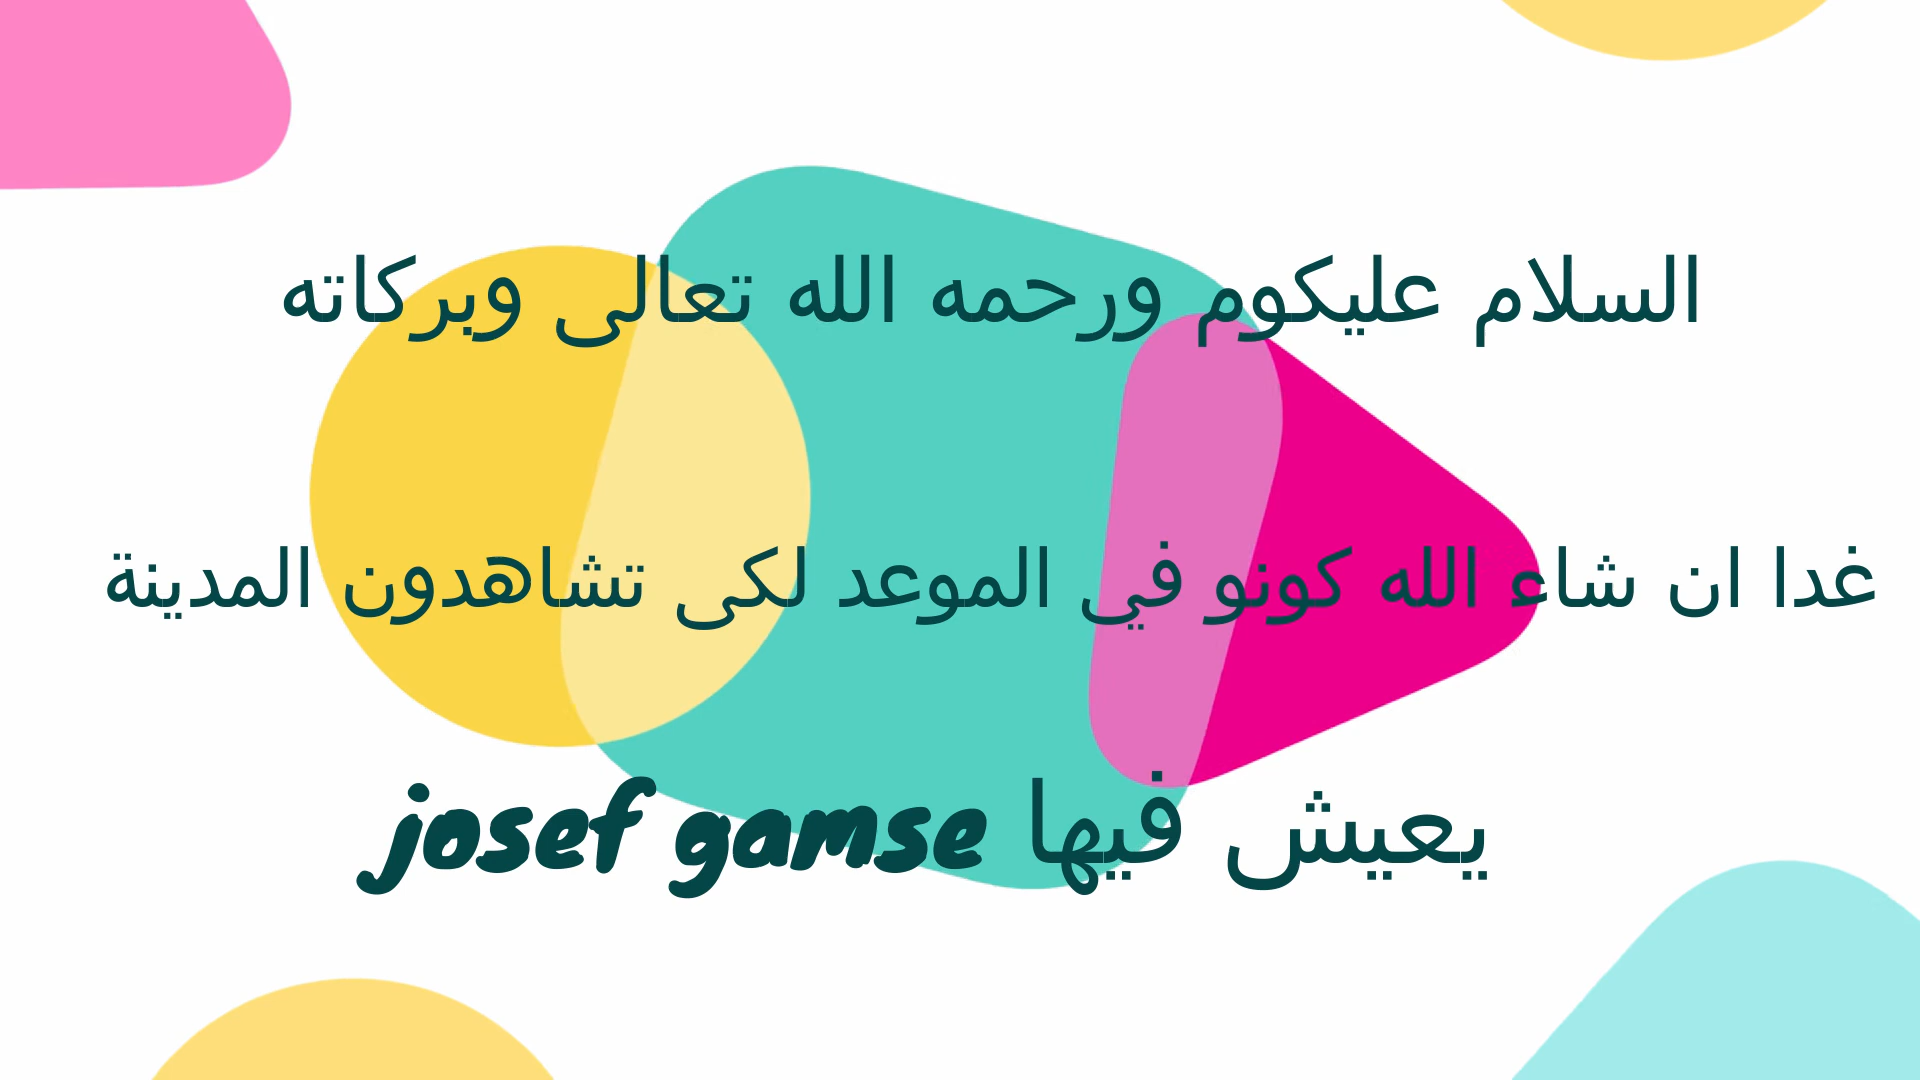 السلام عليكوم ورحمه الله تعالى وبركاته
غدا ان شاء الله كونو في الموعد لكى تشاهدون المدينة
يعيش فيها josef gamse